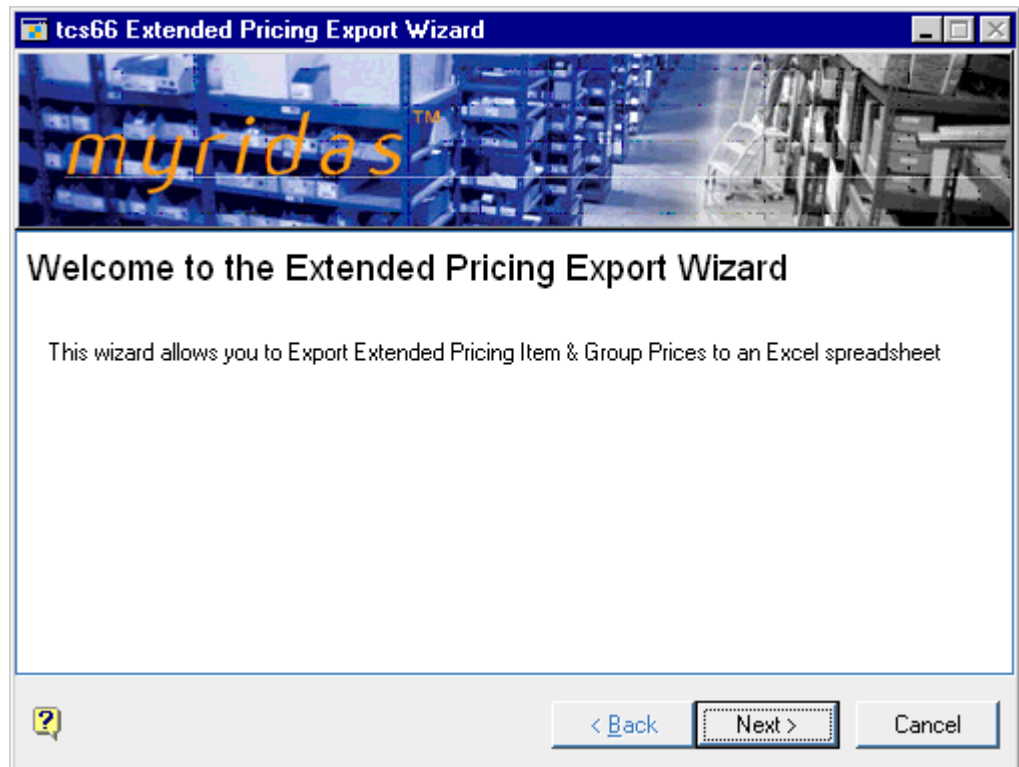 tcs66 Extended Pricing Export Wizard
myridas™
Welcome to the Extended Pricing Export Wizard
This wizard allows you to Export Extended Pricing Item & Group Prices to an Excel spreadsheet
? < Back Next > Cancel